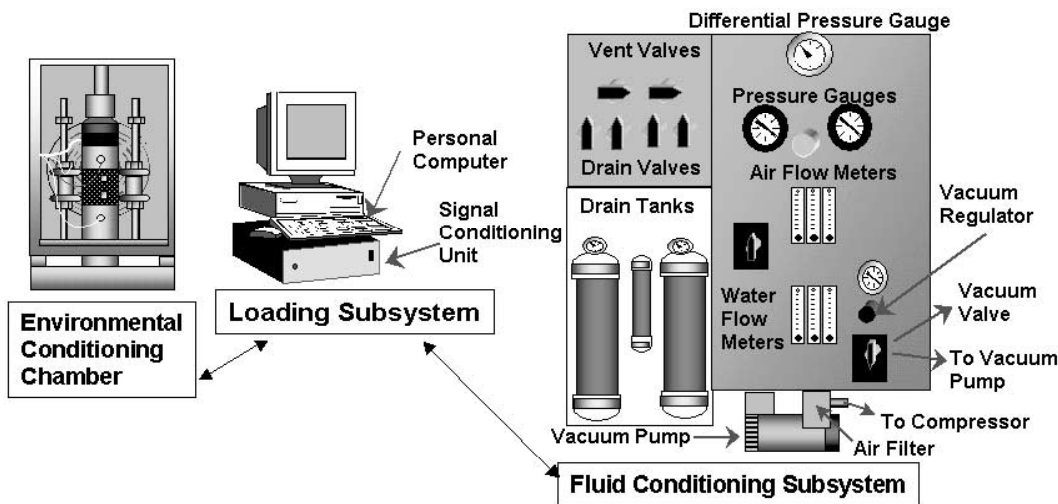 Differential Pressure Gauge
Vent Valves
Pressure Gauges
Drain Valves
Air Flow Meters
Drain Tanks
Personal
Computer
Signal
Conditioning
Unit
Vacuum
Regulator
Water
Flow
Meters
Vacuum
Valve
To Vacuum
Pump
Loading Subsystem
Environmental
Conditioning
Chamber
To Compressor
Vacuum Pump
Air Filter
Fluid Conditioning Subsystem